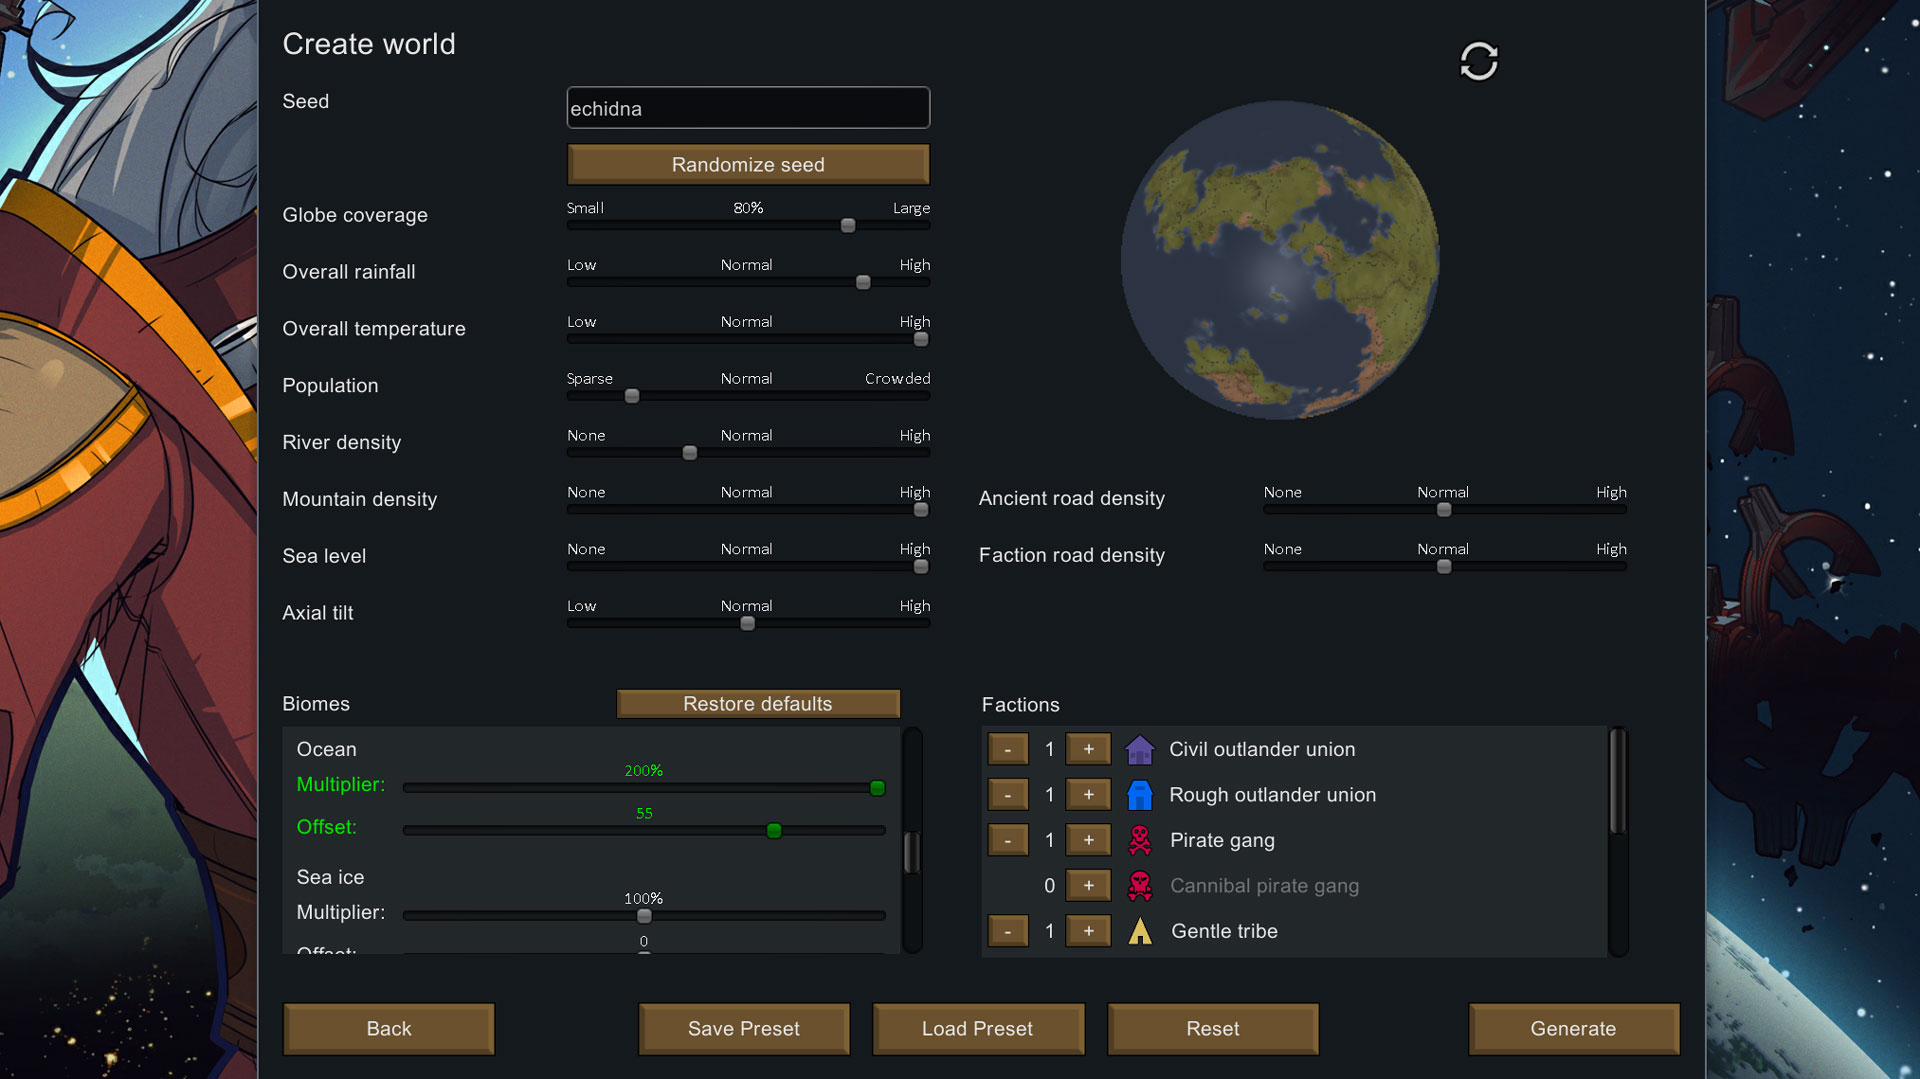 Create world
Seed
echidna
Randomize seed
Globe coverage
Small 80% Large
Overall rainfall
Low Normal High
Overall temperature
Low Normal High
Population
Sparse Normal Crowded
River density
None Normal High
Mountain density
None Normal High
Sea level
None Normal High
Axial tilt
Low Normal High
Ancient road density
None Normal High
Faction road density
None Normal High
Biomes
Restore defaults
Ocean
200%
Multiplier:
55
Offset:
Sea ice
100%
Multiplier:
0
Offset:
Factions
- 1 + Civil outlander union
- 1 + Rough outlander union
- 1 + Pirate gang
0 + Cannibal pirate gang
- 1 + Gentle tribe
Back
Save Preset
Load Preset
Reset
Generate